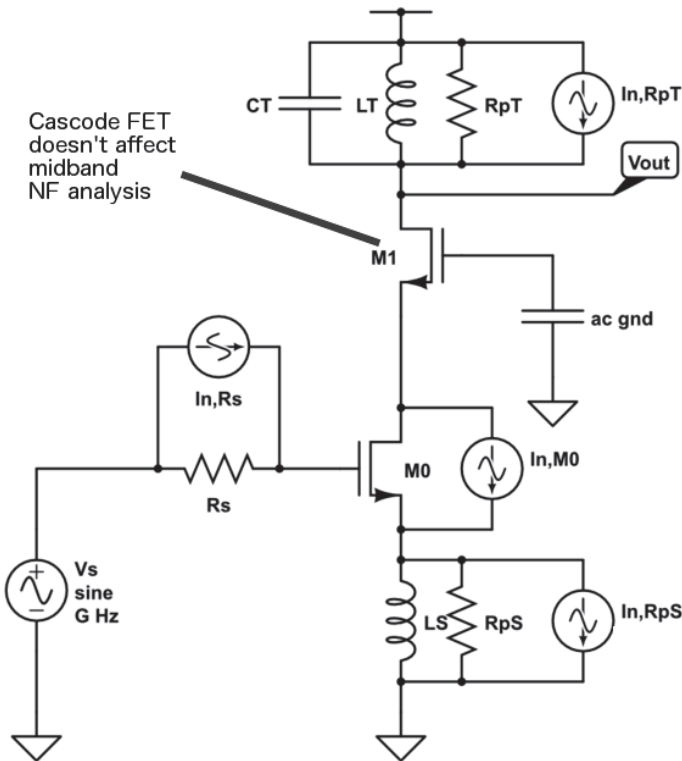 CT
LT
RpT
In,RpT
Cascode FET
doesn't affect
midband
NF analysis
Vout
M1
ac gnd
In,Rs
Rs
M0
In,M0
Vs
sine
G Hz
+
−
LS
RpS
In,RpS